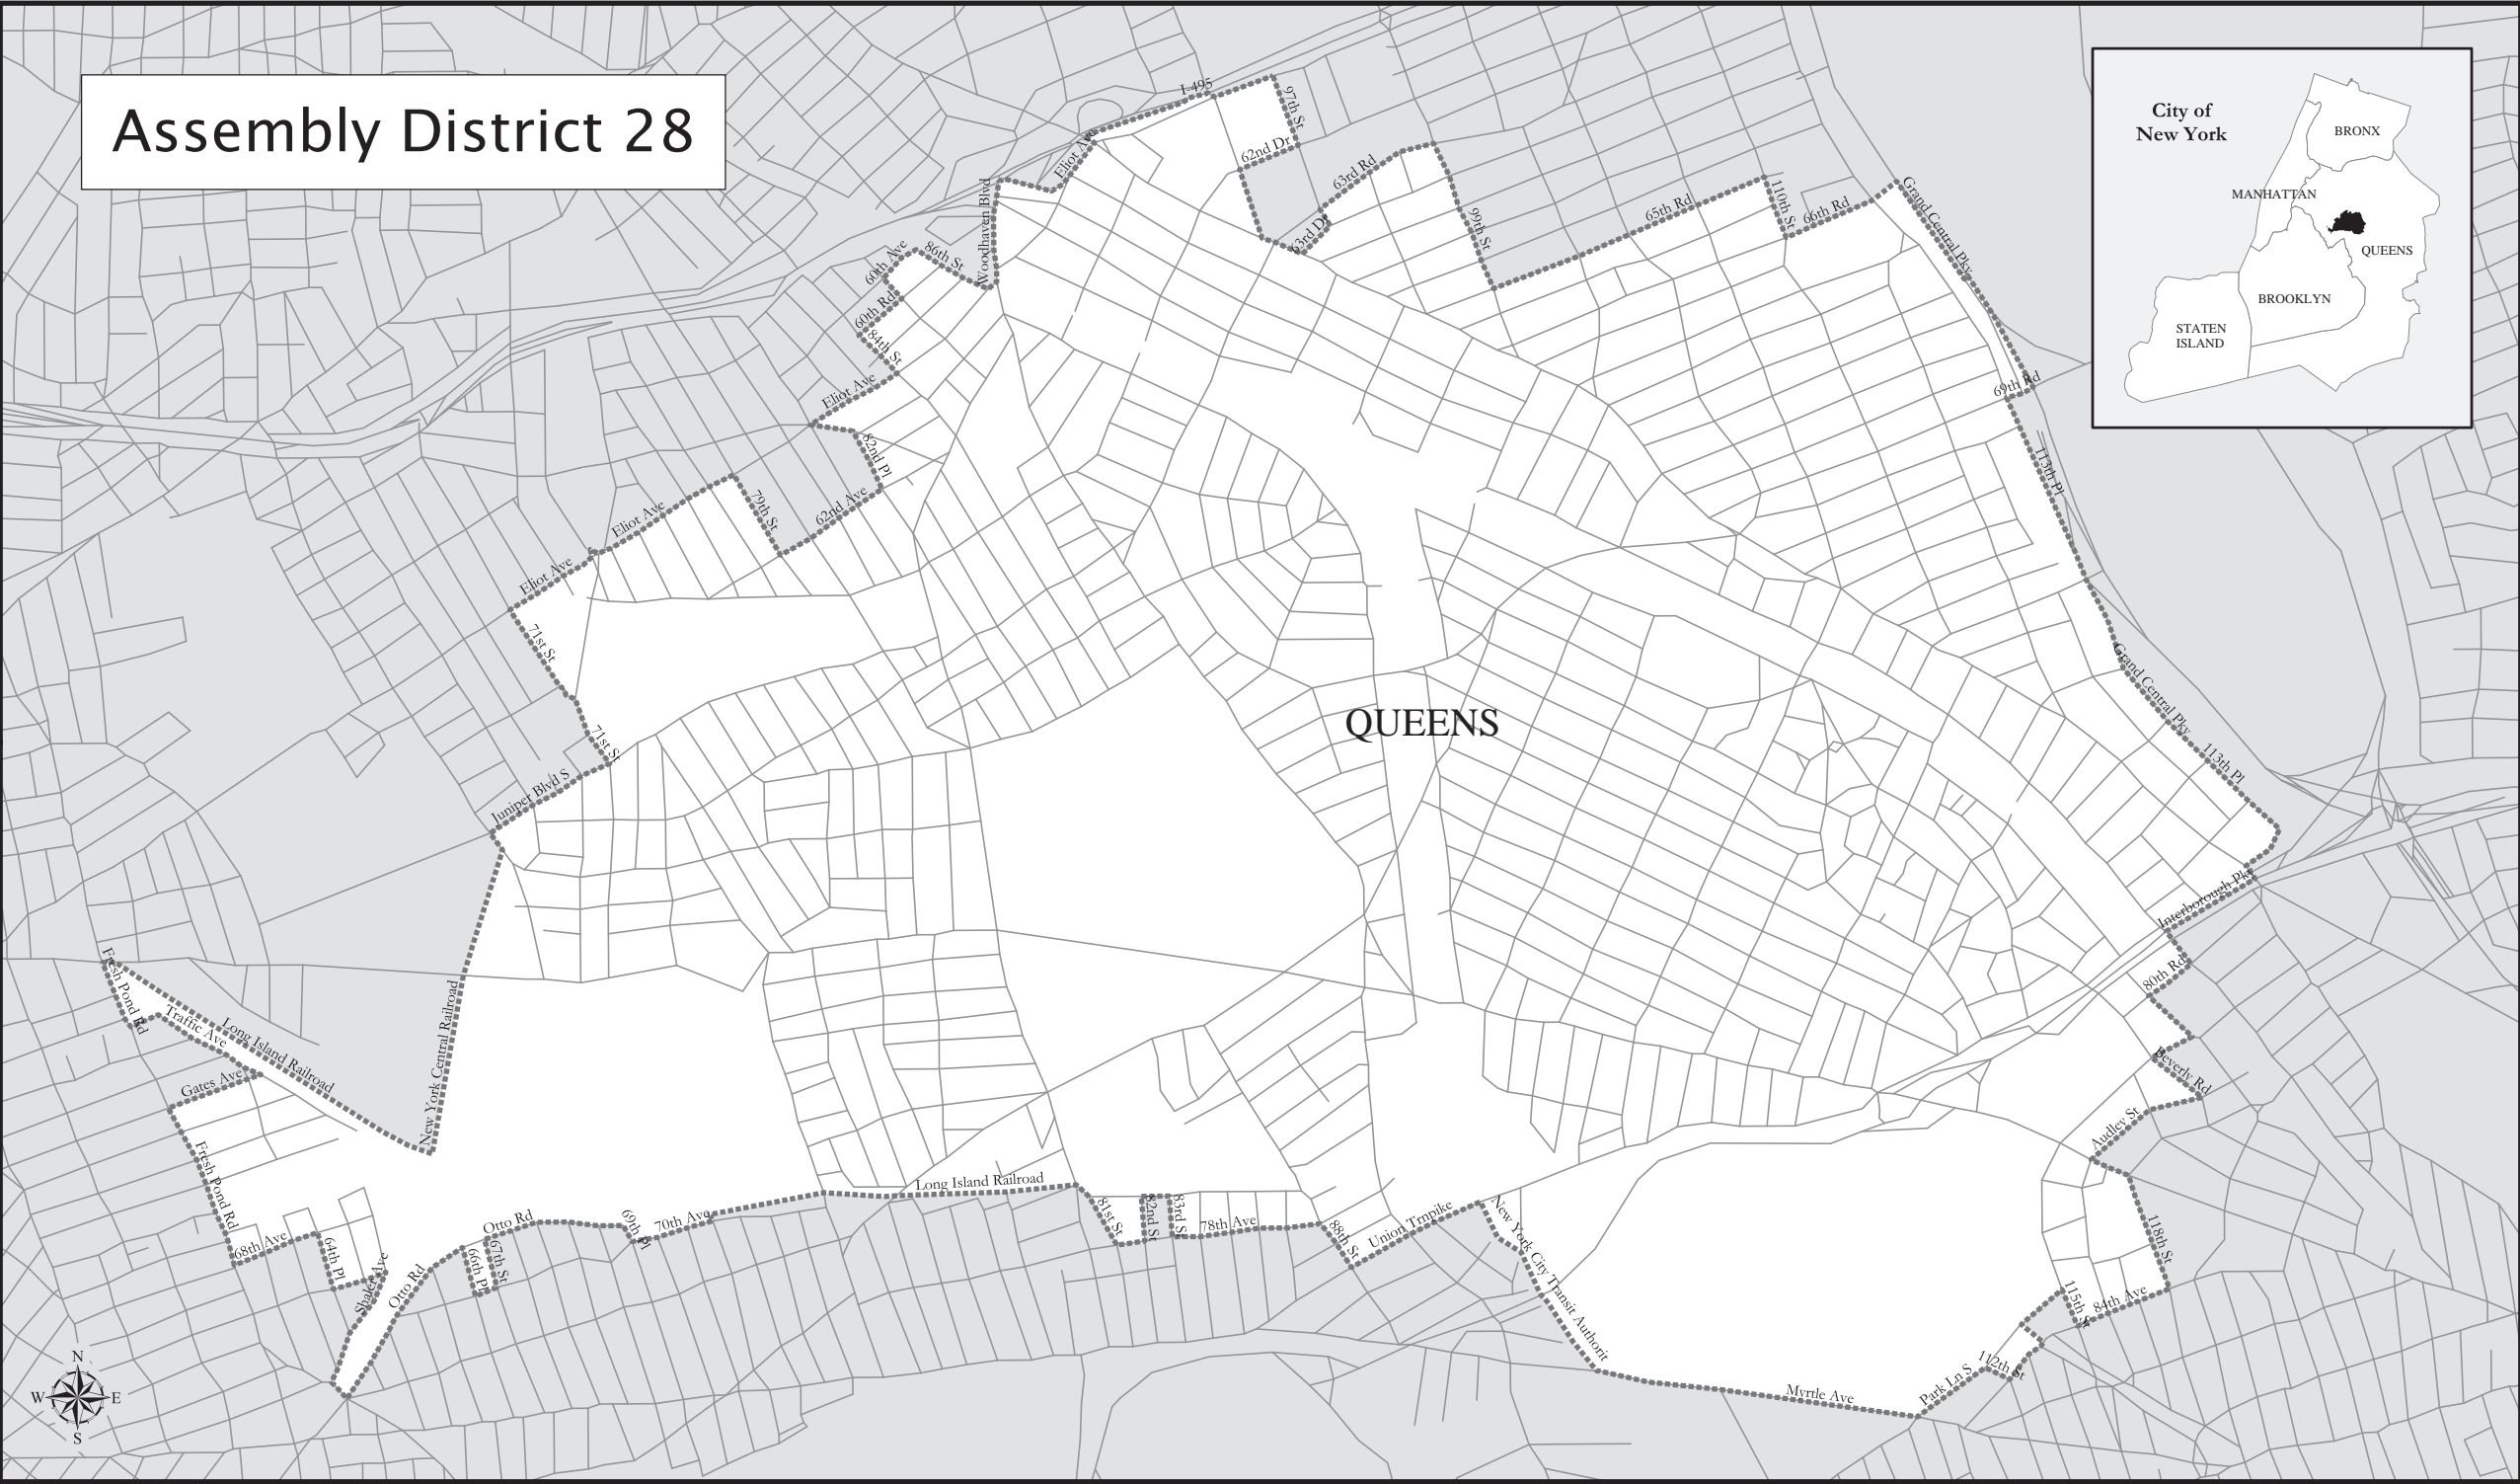 Assembly District 28
City of
New York
BRONX
MANHATTAN
QUEENS
BROOKLYN
STATEN
ISLAND
I-495
97th St
Eliot Ave
62nd Dr
63rd Rd
63rd Dr
99th St
65th Rd
110th St
66th Rd
Grand Central Pky
Woodhaven Blvd
86th St
60th Ave
60th Rd
84th St
Eliot Ave
82nd Pl
62nd Ave
79th St
Eliot Ave
Eliot Ave
71st St
71st St
Juniper Blvd S
69th Rd
113th Pl
Grand Central Pky
113th Pl
QUEENS
Interborough Pky
80th Rd
Beverly Rd
Audley St
118th St
84th Ave
115th St
112th St
Park Ln S
Myrtle Ave
New York City Transit Authorit
Union Trnpike
88th St
78th Ave
83rd St
82nd St
81st St
Long Island Railroad
70th Ave
69th Pl
Otto Rd
67th St
66th Pl
Otto Rd
Shaler Ave
64th Pl
68th Ave
Fresh Pond Rd
Gates Ave
Traffic Ave
Long Island Railroad
Fresh Pond Rd
New York Central Railroad
N
W
E
S